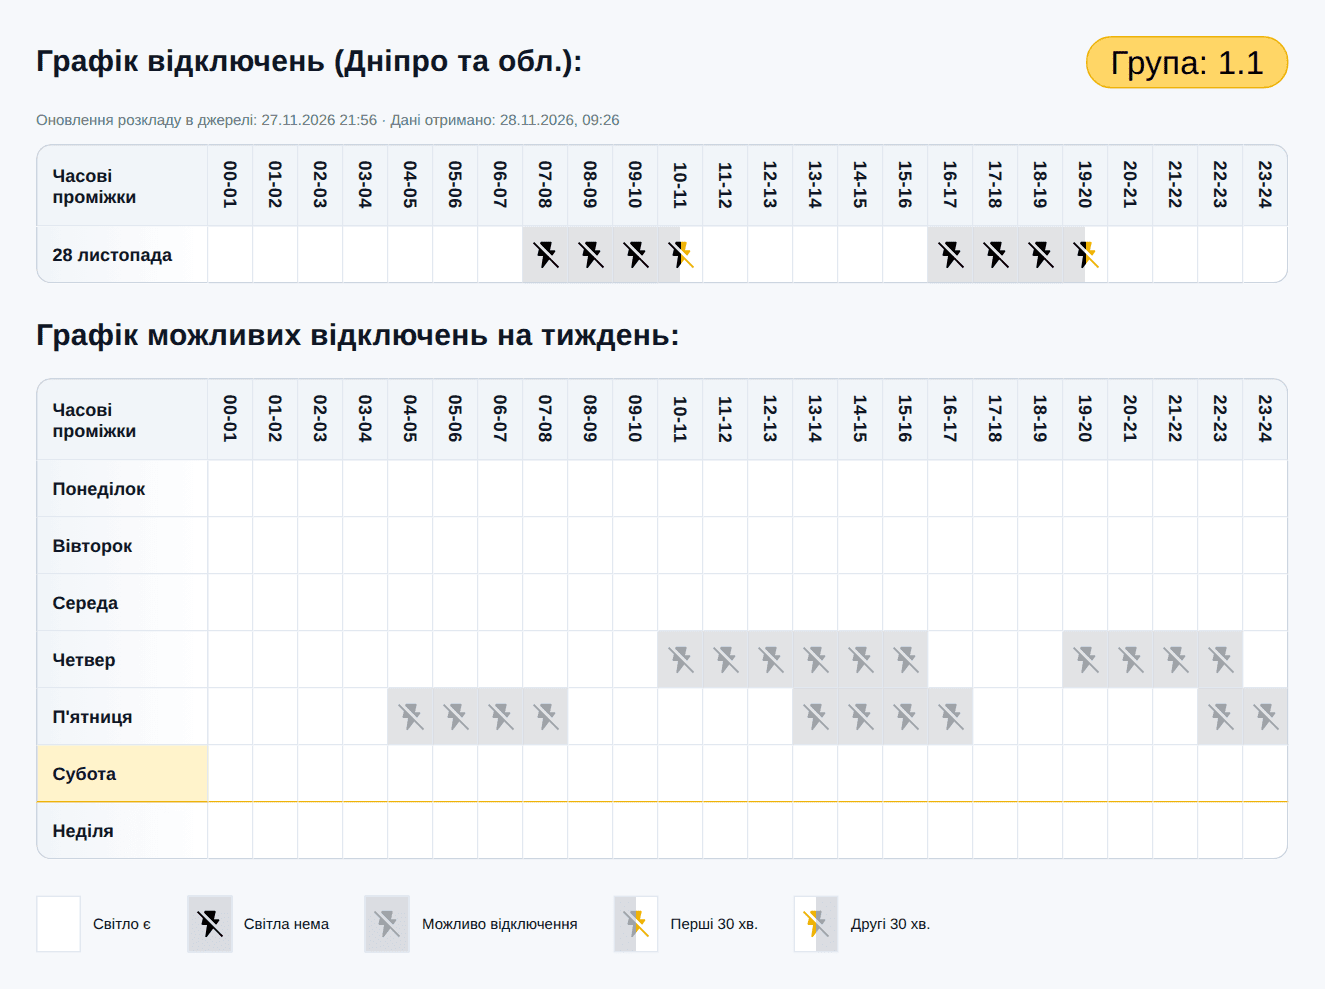 Графік відключень (Дніпро та обл.):
Група: 1.1
Оновлення розкладу в джерелі: 27.11.2026 21:56 · Дані отримано: 28.11.2026, 09:26
Часові
проміжки
00-01 01-02 02-03 03-04 04-05 05-06 06-07 07-08 08-09 09-10 10-11 11-12 12-13 13-14 14-15 15-16 16-17 17-18 18-19 19-20 20-21 21-22 22-23 23-24
28 листопада
Графік можливих відключень на тиждень:
Часові
проміжки
00-01 01-02 02-03 03-04 04-05 05-06 06-07 07-08 08-09 09-10 10-11 11-12 12-13 13-14 14-15 15-16 16-17 17-18 18-19 19-20 20-21 21-22 22-23 23-24
Понеділок
Вівторок
Середа
Четвер
П'ятниця
Субота
Неділя
Світло є
Світла нема
Можливо відключення
Перші 30 хв.
Другі 30 хв.